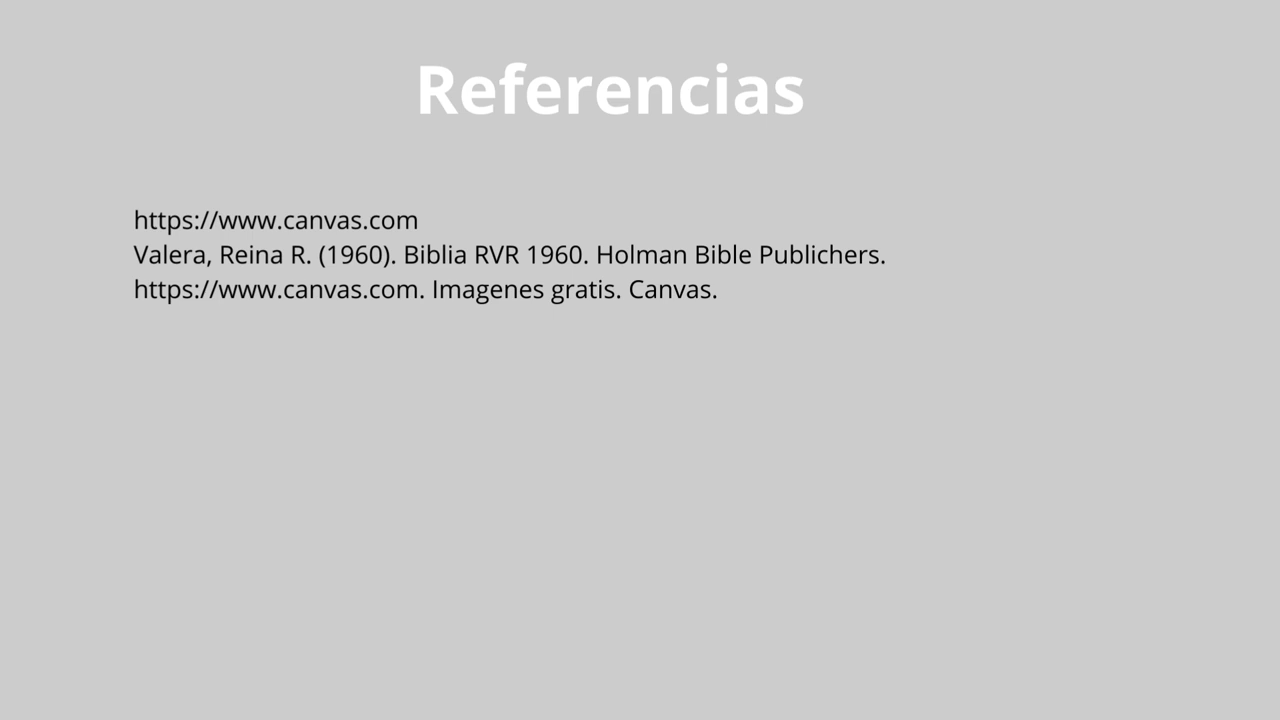 Referencias
https://www.canvas.com
Valera, Reina R. (1960). Biblia RVR 1960. Holman Bible Publichers.
https://www.canvas.com. Imagenes gratis. Canvas.